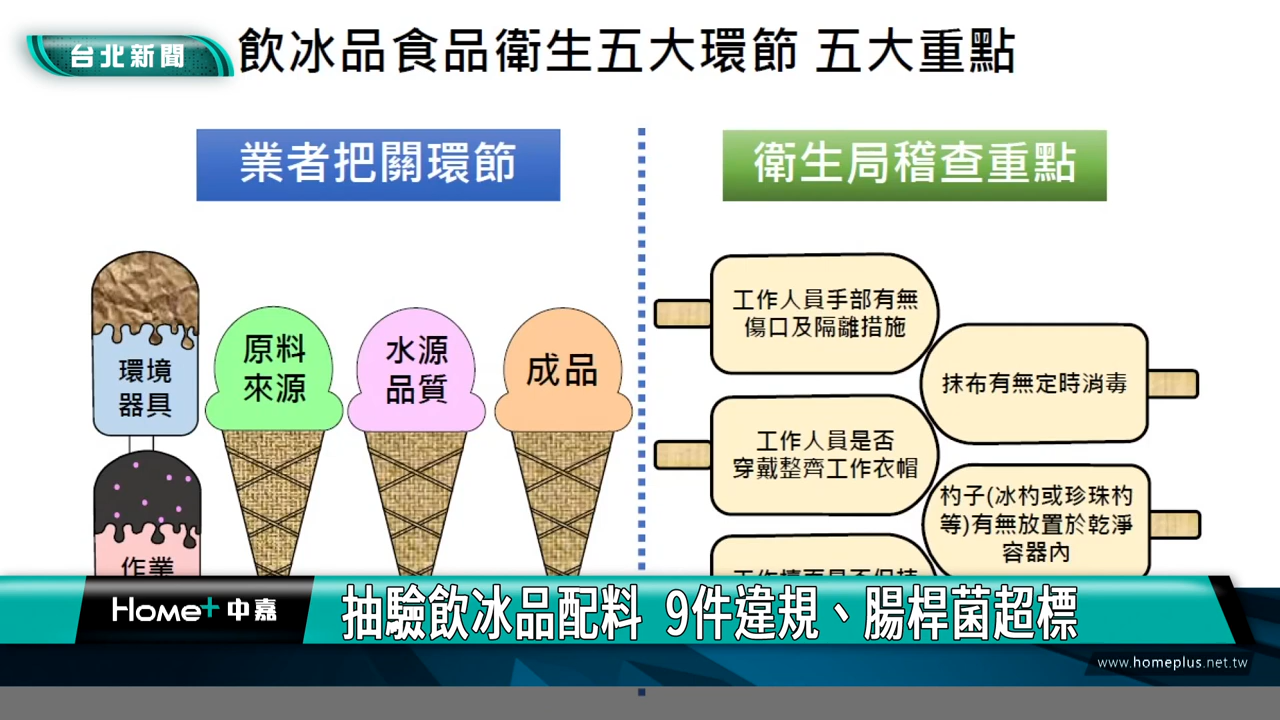 台北新聞
飲冰品食品衛生五大環節 五大重點
業者把關環節
衛生局稽查重點
環境
器具
原料
來源
水源
品質
成品
作業
工作人員手部有無
傷口及隔離措施
抹布有無定時消毒
工作人員是否
穿戴整齊工作衣帽
杓子(冰杓或珍珠杓
等)有無放置於乾淨
容器內
Home+中嘉
抽驗飲冰品配料 9件違規、腸桿菌超標
www.homeplus.net.tw